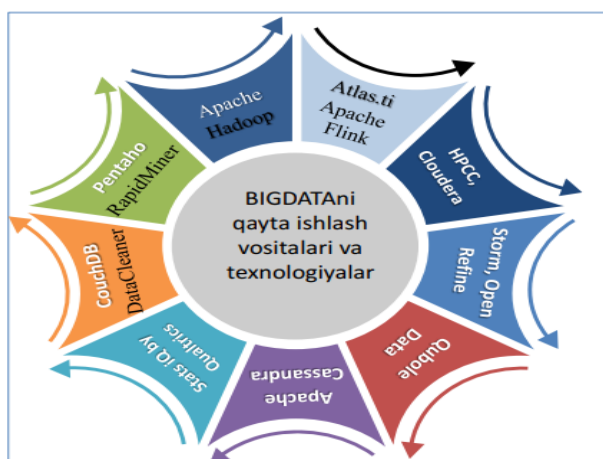 BIGDATAni
qayta ishlash
vositalari va
texnologiyalar
Apache
Hadoop
Atlas.ti
Apache
Flink
HPCC,
Cloudera
Storm, Open
Refine
Qubole
Data
Apache
Cassandra
Stats iQ by
Qualtrics
CouchDB
DataCleaner
Pentaho
RapidMiner